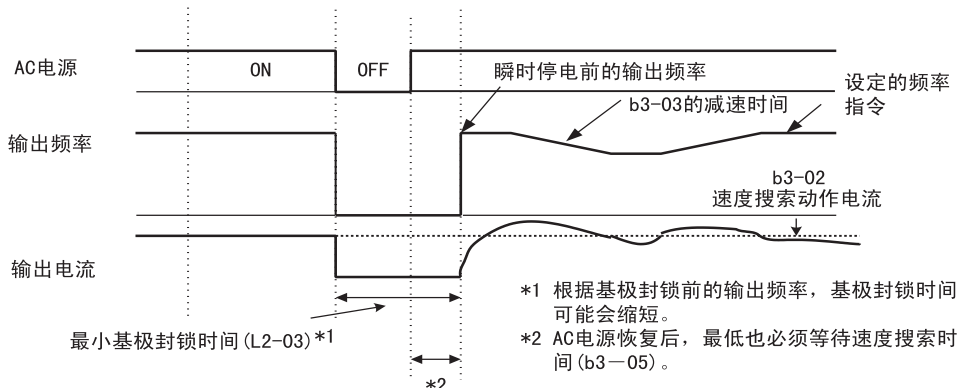 AC电源
ON
OFF
瞬时停电前的输出频率
设定的频率
指令
b3-03的减速时间
输出频率
b3-02
速度搜索动作电流
输出电流
*1 根据基极封锁前的输出频率，基极封锁时间
可能会缩短。
最小基极封锁时间(L2-03)*1
*2 AC电源恢复后，最低也必须等待速度搜索时
间(b3－05)。
*2